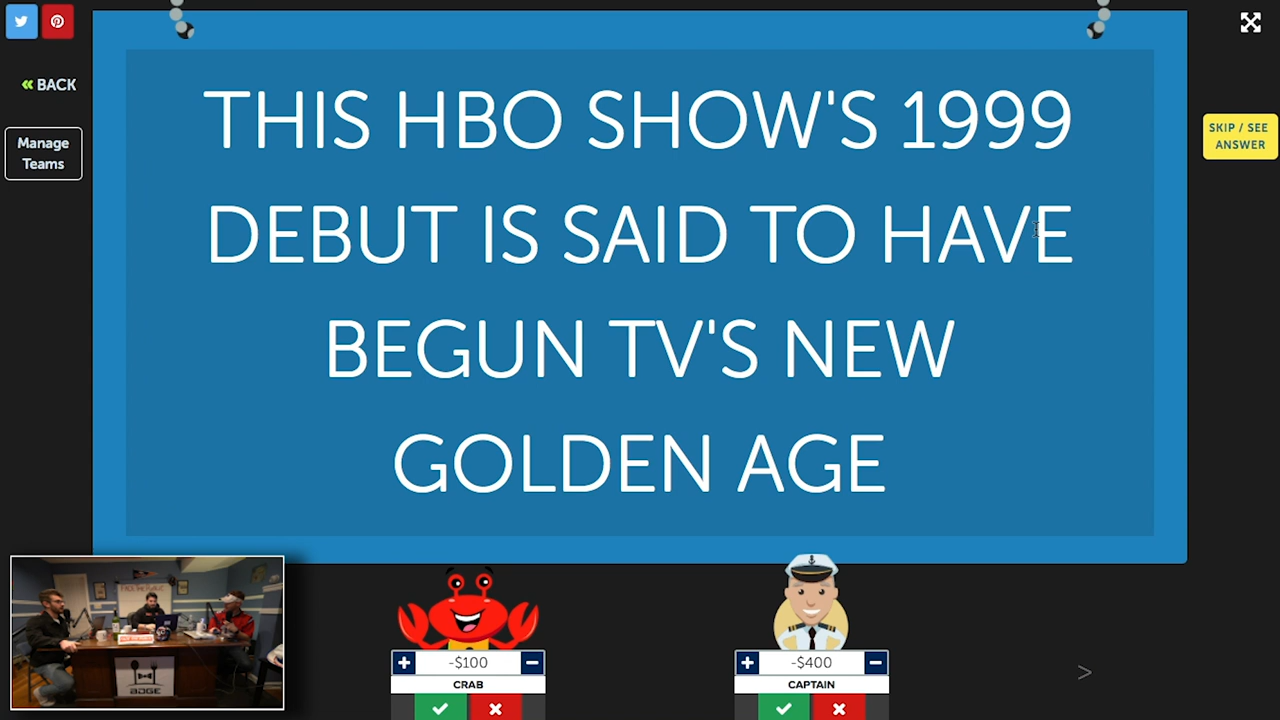 « BACK
Manage
Teams
THIS HBO SHOW'S 1999
DEBUT IS SAID TO HAVE
BEGUN TV'S NEW
GOLDEN AGE
SKIP / SEE
ANSWER
-$100
CRAB
-$400
CAPTAIN